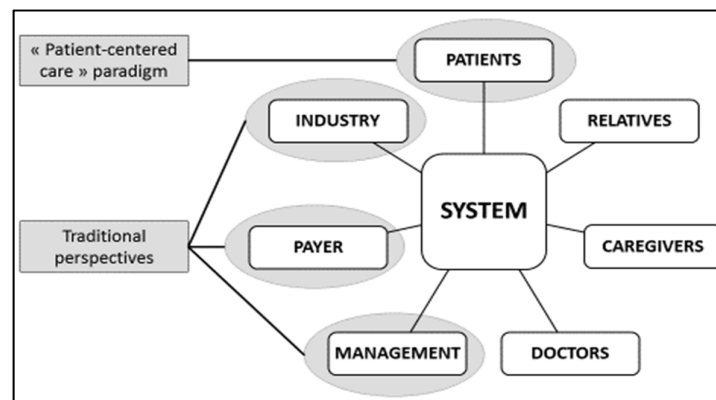 « Patient-centered
care » paradigm
PATIENTS
INDUSTRY
RELATIVES
SYSTEM
Traditional
perspectives
PAYER
CAREGIVERS
MANAGEMENT
DOCTORS